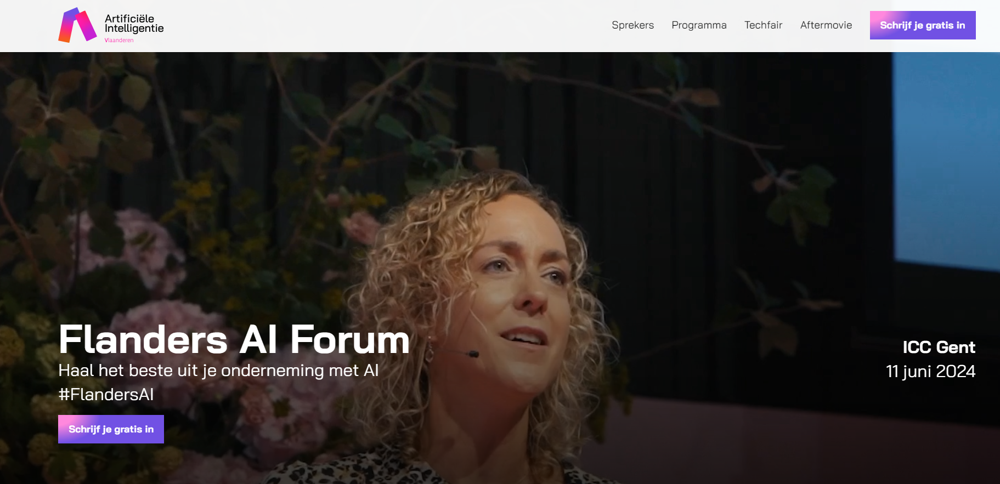 Artificiële
Intelligentie
Vlaanderen
Sprekers
Programma
Techfair
Aftermovie
Schrijf je gratis in
Flanders AI Forum
Haal het beste uit je onderneming met AI
#FlandersAI
Schrijf je gratis in
ICC Gent
11 juni 2024